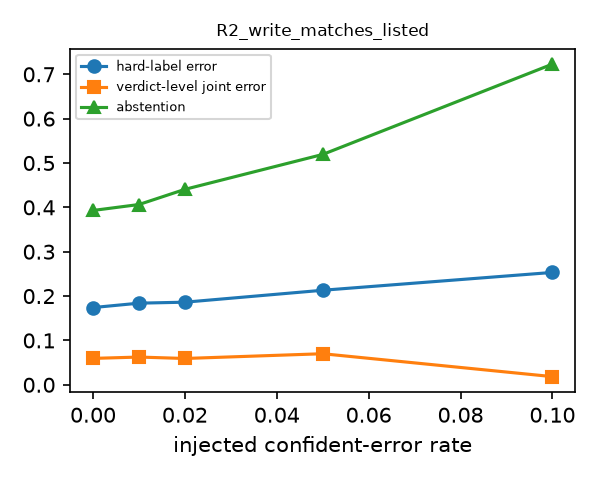 R2_write_matches_listed
hard-label error
verdict-level joint error
abstention
0.7
0.6
0.5
0.4
0.3
0.2
0.1
0.0
0.00 0.02 0.04 0.06 0.08 0.10
injected confident-error rate